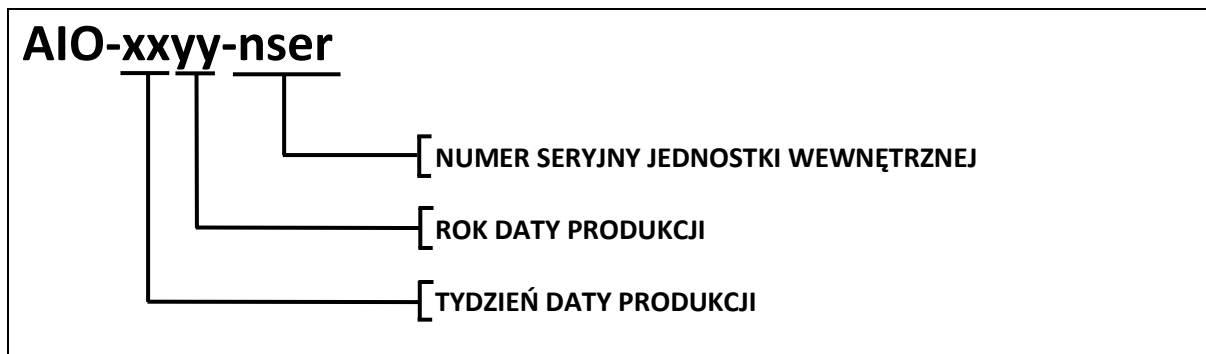 AIO-xxyy-nser
NUMER SERYJNY JEDNOSTKI WEWNĘTRZNEJ
ROK DATY PRODUKCJI
TYDZIEŃ DATY PRODUKCJI